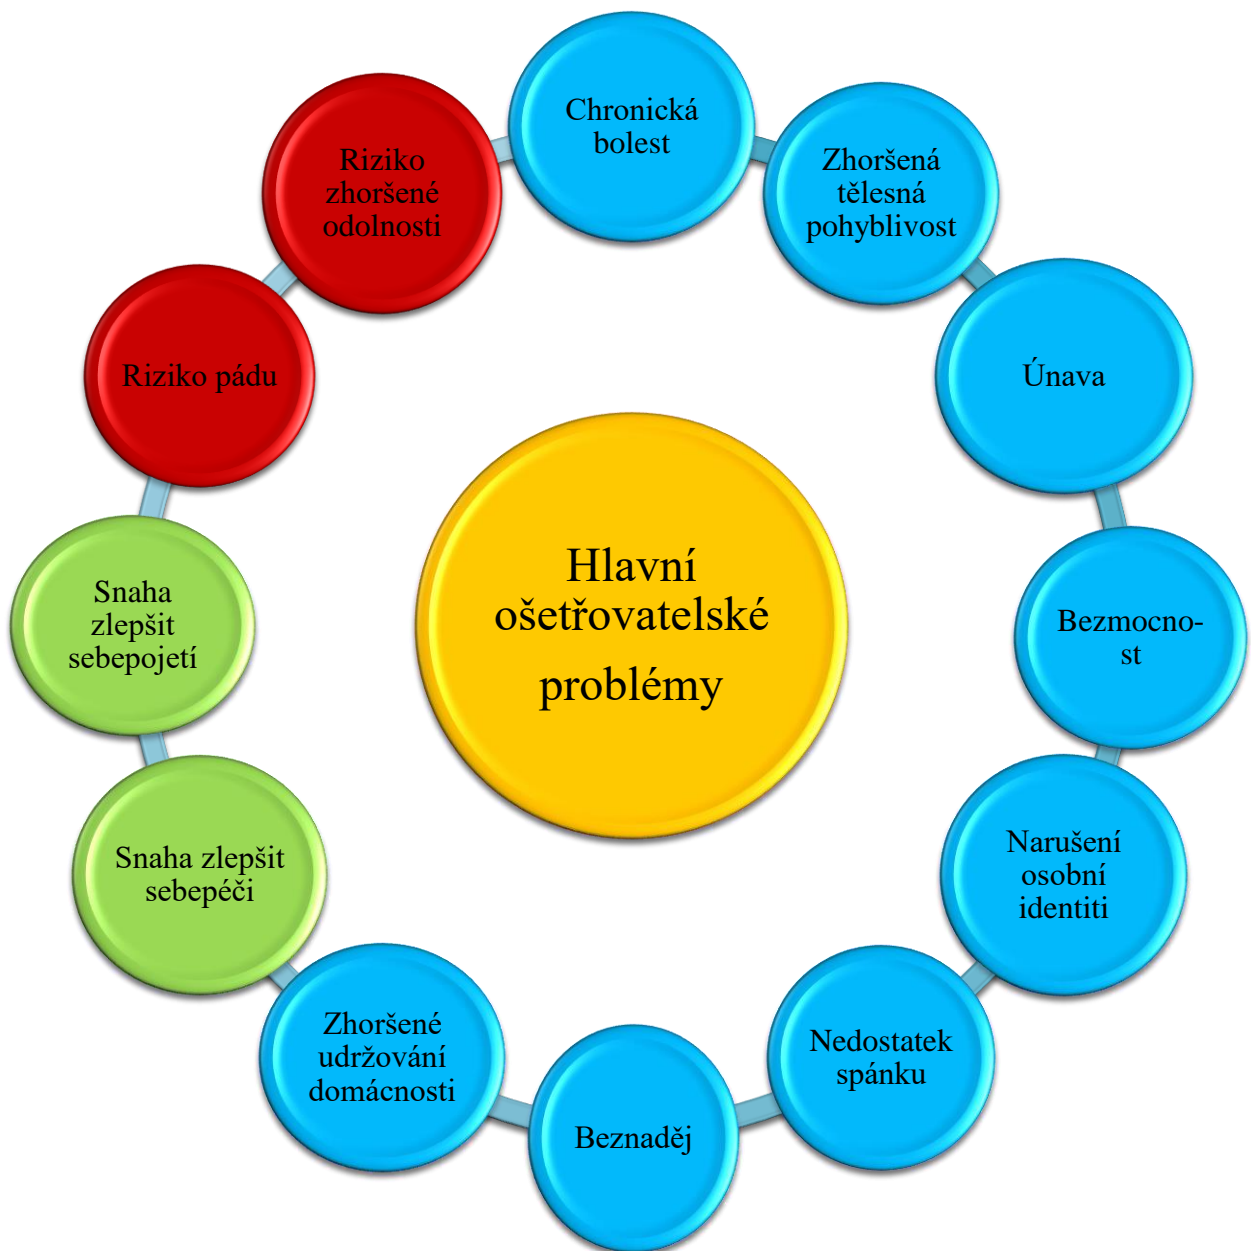 Chronická
bolest
Zhoršená
tělesná
pohyblivost
Únava
Bezmocno-
st
Narušení
osobní
identiti
Nedostatek
spánku
Beznaděj
Zhoršené
udržování
domácnosti
Snaha zlepšit
sebepéči
Snaha
zlepšit
sebepojetí
Riziko pádu
Riziko
zhoršené
odolnosti
Hlavní
ošetřovatelské
problémy